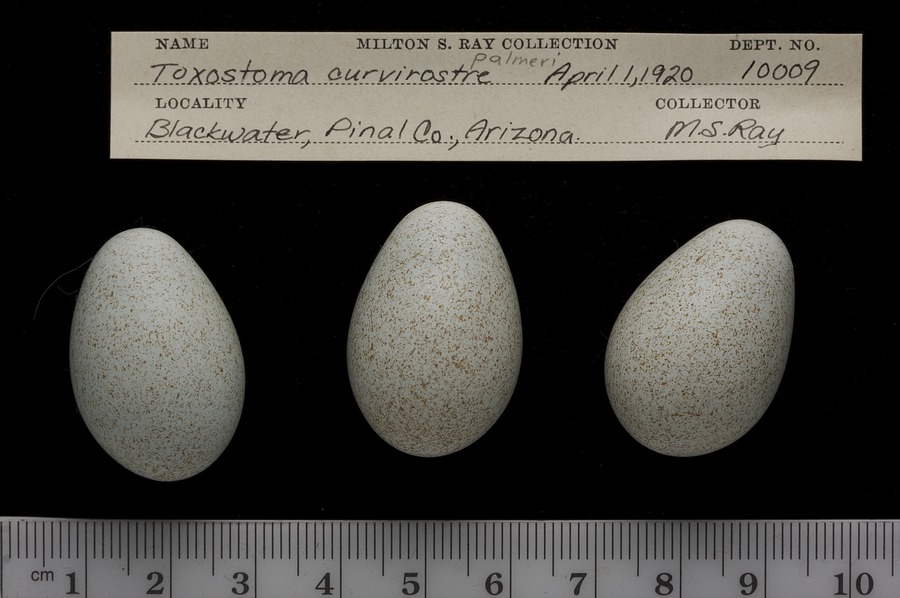 NAME MILTON S. RAY COLLECTION DEPT. NO.
palmeri
Toxostoma curvirostre April 1, 1920 10009
LOCALITY COLLECTOR
Blackwater, Pinal Co., Arizona. M.S. Ray
cm 1 2 3 4 5 6 7 8 9 10